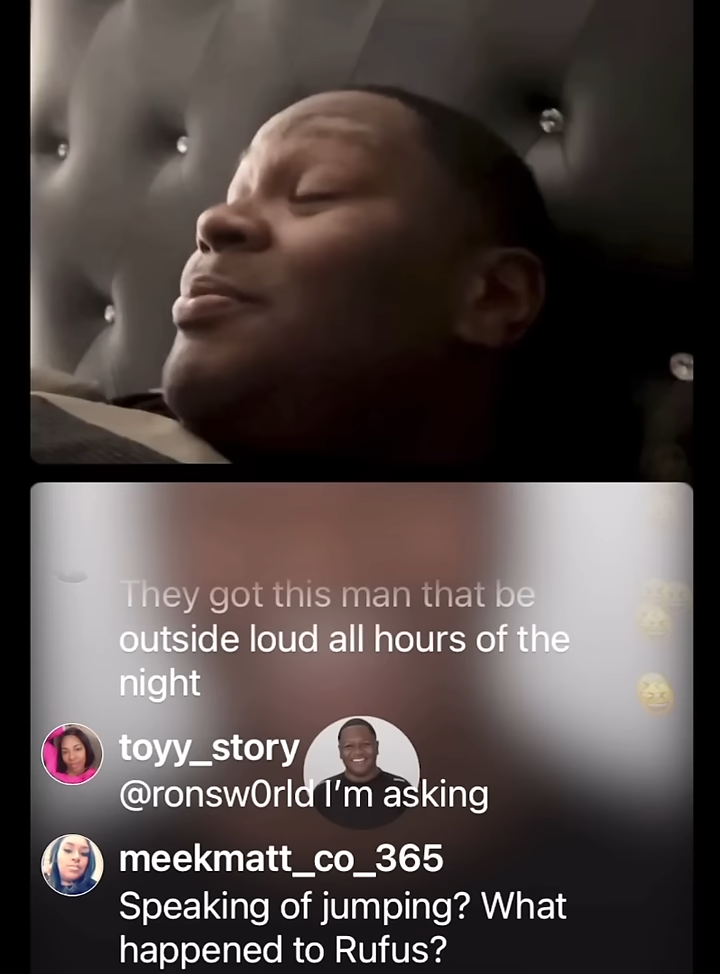 They got this man that be
outside loud all hours of the
night
toyy_story
@ronsw0rld I'm asking
meekmatt_co_365
Speaking of jumping? What
happened to Rufus?